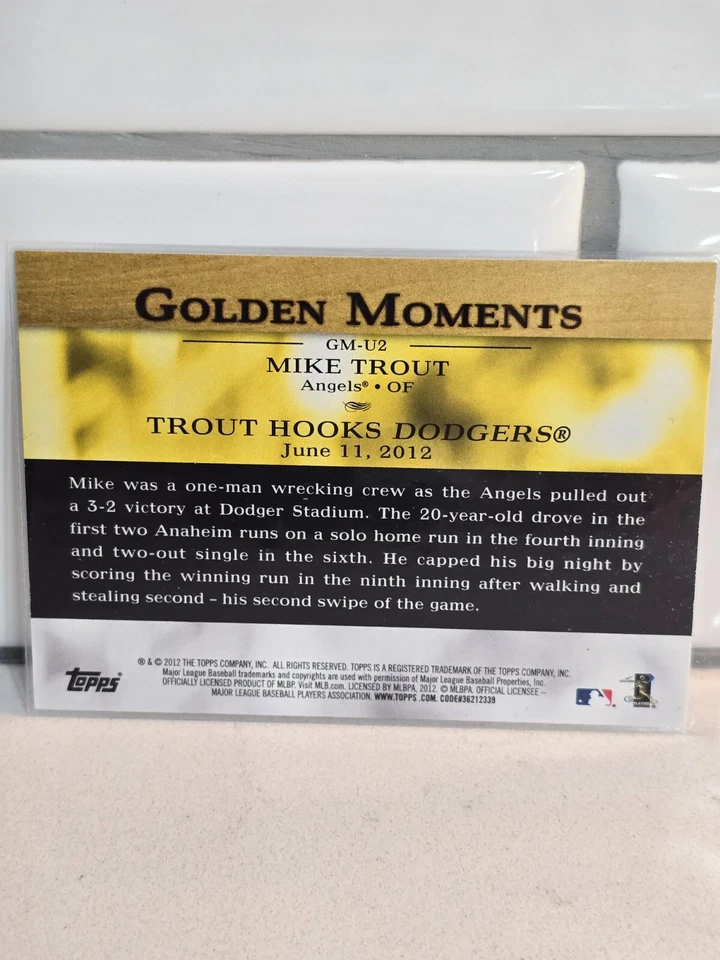 GOLDEN MOMENTS
GM-U2
MIKE TROUT
Angels® • OF
TROUT HOOKS DODGERS®
June 11, 2012
Mike was a one-man wrecking crew as the Angels pulled out
a 3-2 victory at Dodger Stadium. The 20-year-old drove in the
first two Anaheim runs on a solo home run in the fourth inning
and two-out single in the sixth. He capped his big night by
scoring the winning run in the ninth inning after walking and
stealing second – his second swipe of the game.
® & © 2012 THE TOPPS COMPANY, INC. ALL RIGHTS RESERVED. TOPPS IS A REGISTERED TRADEMARK OF THE TOPPS COMPANY, INC.
Major League Baseball trademarks and copyrights are used with permission of Major League Baseball Properties, Inc.
OFFICIALLY LICENSED PRODUCT OF MLBP. Visit MLB.com. LICENSED BY MLBPA, 2012. © MLBPA. OFFICIAL LICENSEE –
MAJOR LEAGUE BASEBALL PLAYERS ASSOCIATION. WWW.TOPPS.COM. CODE#36212339
topps®